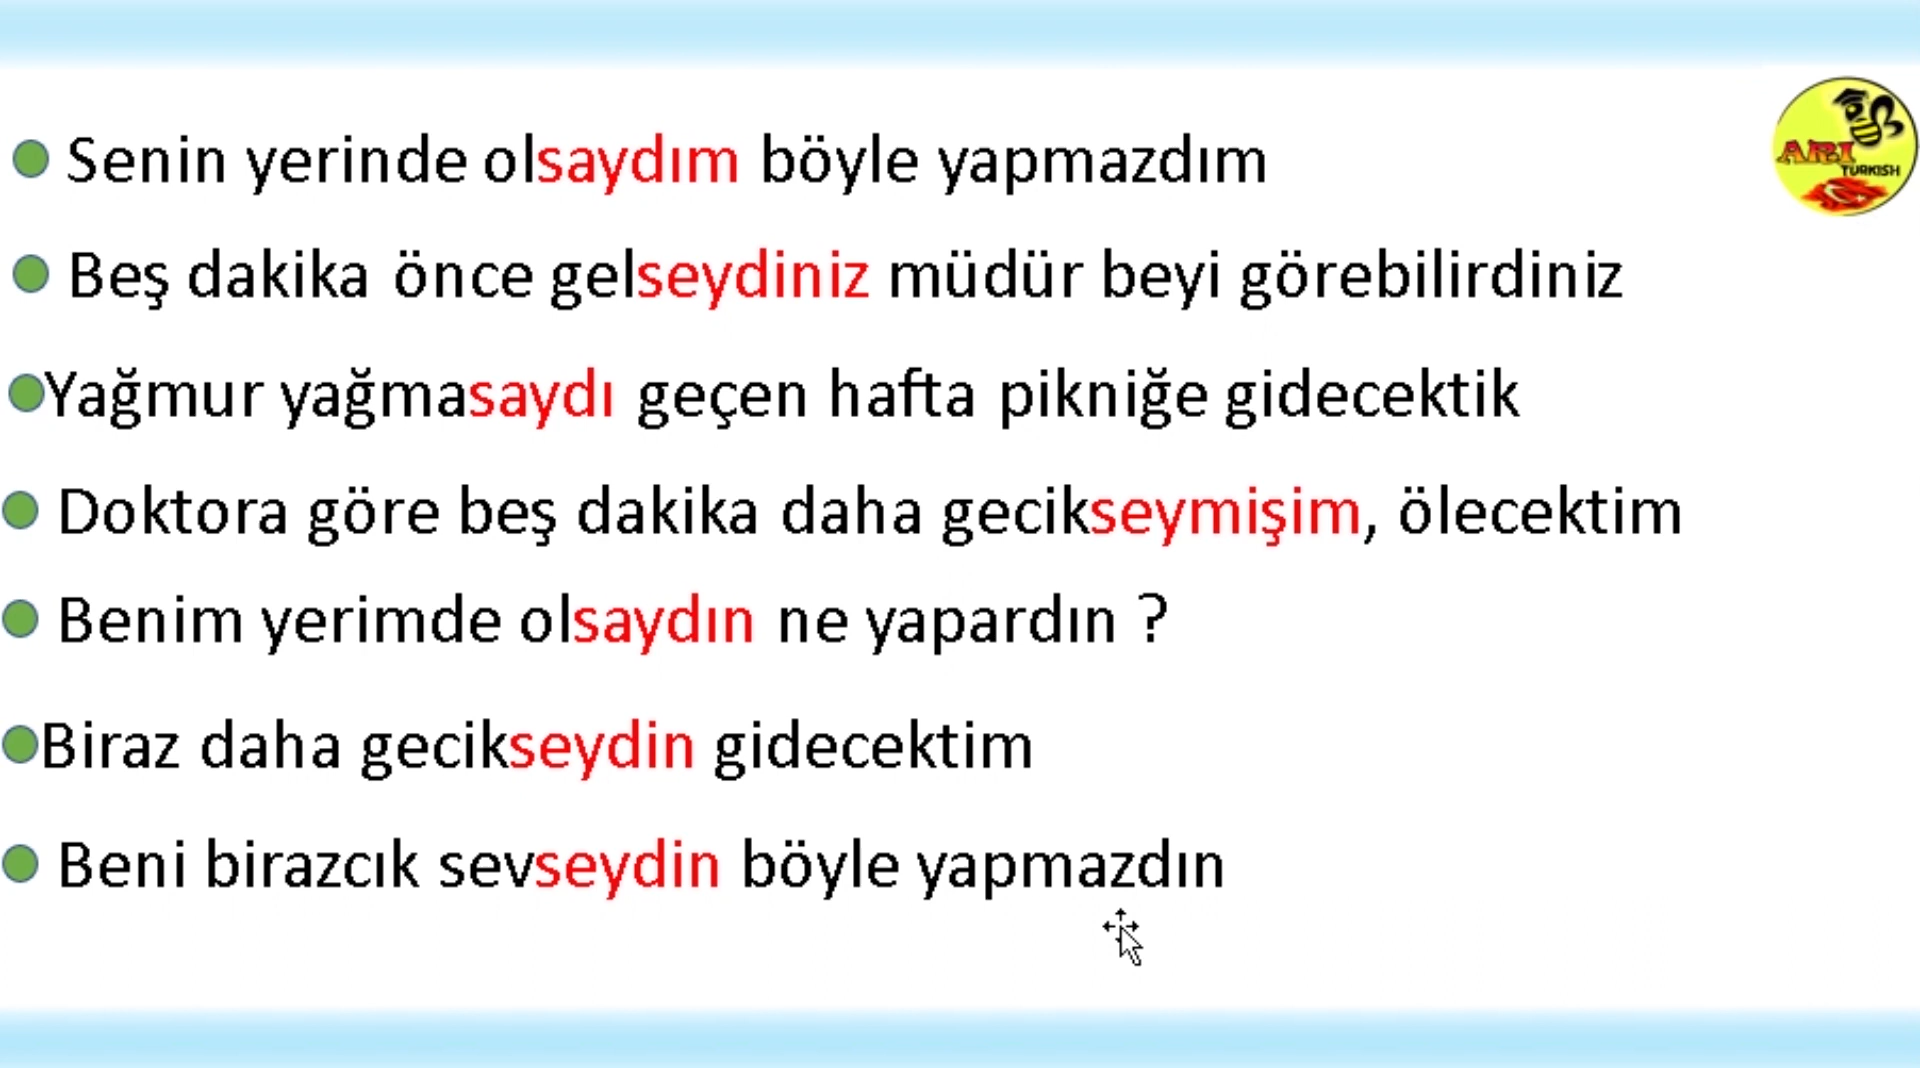 Senin yerinde olsaydım böyle yapmazdım
ARI
TURKISH
Beş dakika önce gelseydiniz müdür beyi görebilirdiniz
Yağmur yağmasaydı geçen hafta pikniğe gidecektik
Doktora göre beş dakika daha gecikseymişim, ölecektim
Benim yerimde olsaydın ne yapardın ?
Biraz daha gecikseydin gidecektim
Beni birazcık sevseydin böyle yapmazdın